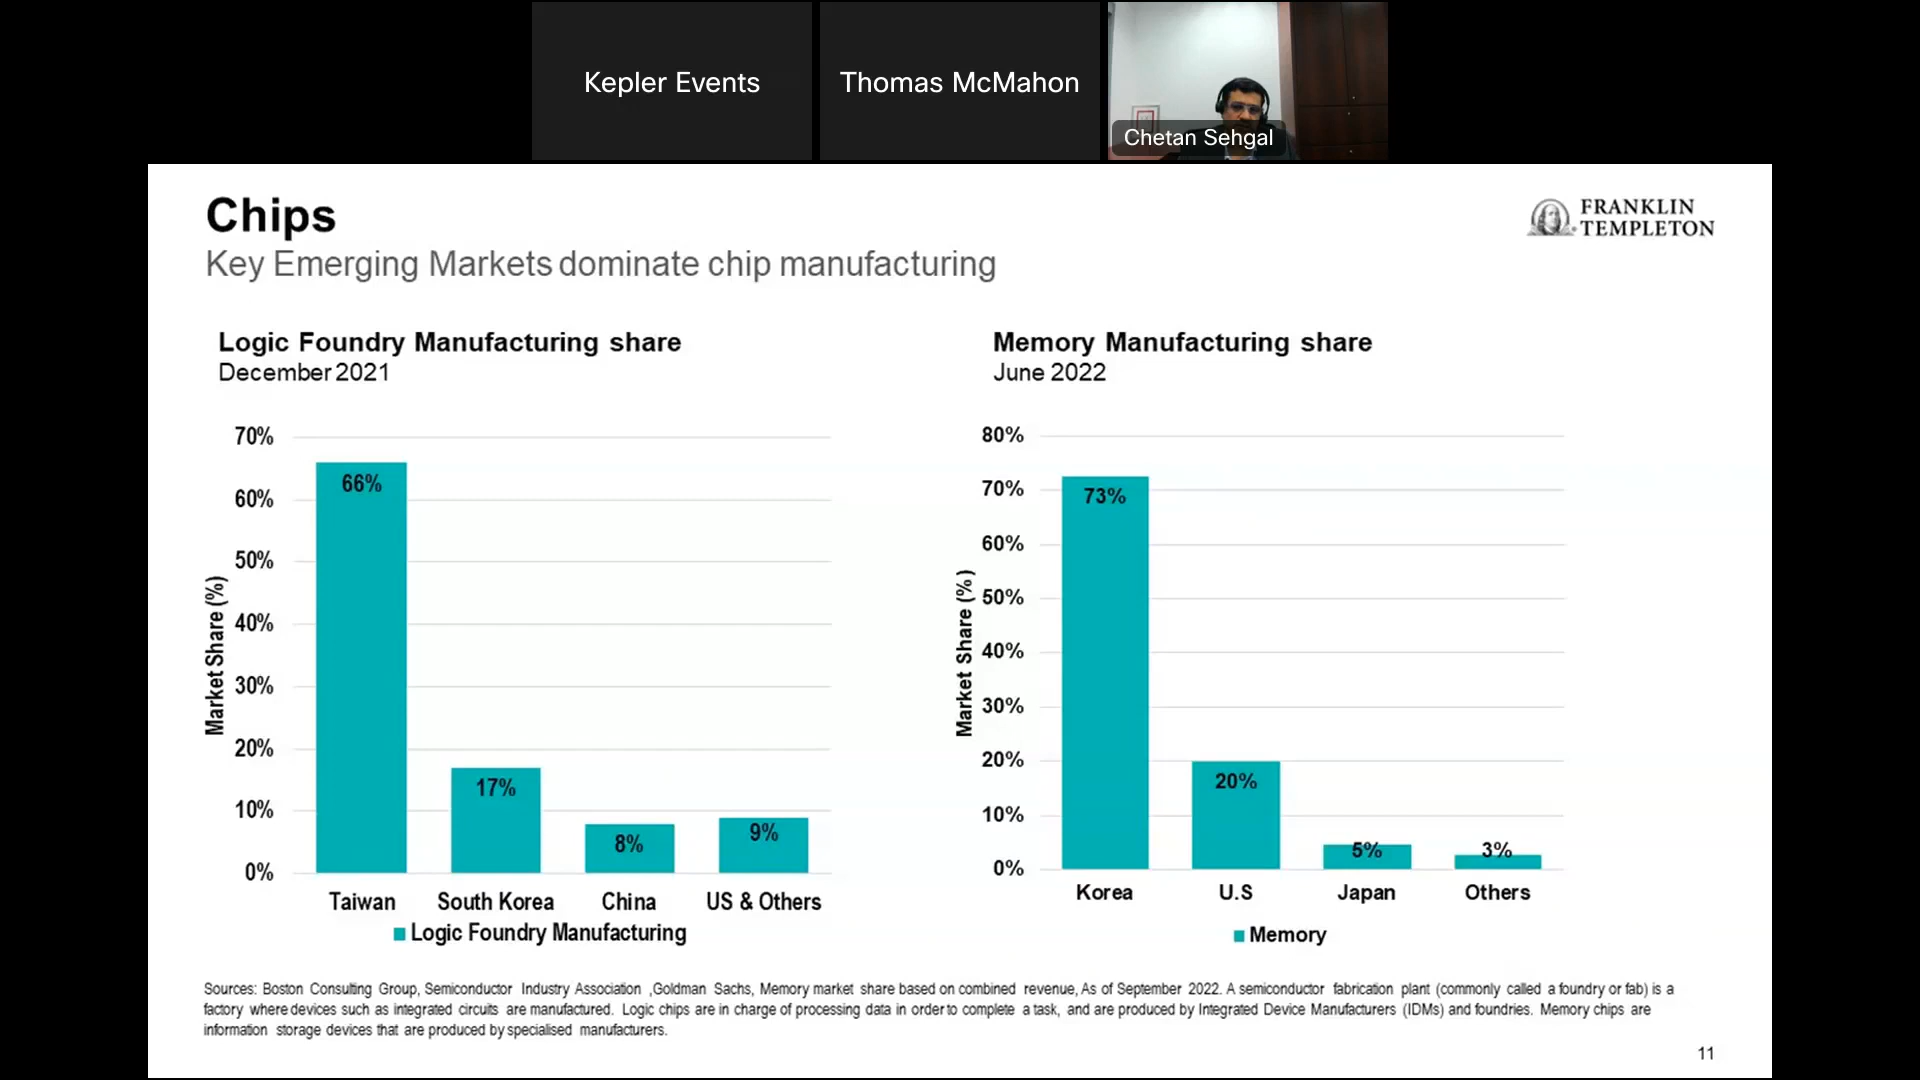 Kepler Events
Thomas McMahon
Chetan Sehgal
Chips
Key Emerging Markets dominate chip manufacturing
FRANKLIN
TEMPLETON
Logic Foundry Manufacturing share
December 2021
70%
60%
50%
40%
30%
20%
10%
0%
Market Share (%)
66%
17%
8%
9%
Taiwan South Korea China US & Others
Logic Foundry Manufacturing
Memory Manufacturing share
June 2022
80%
70%
60%
50%
40%
30%
20%
10%
0%
Market Share (%)
73%
20%
5%
3%
Korea U.S Japan Others
Memory
Sources: Boston Consulting Group, Semiconductor Industry Association ,Goldman Sachs, Memory market share based on combined revenue, As of September 2022. A semiconductor fabrication plant (commonly called a foundry or fab) is a
factory where devices such as integrated circuits are manufactured. Logic chips are in charge of processing data in order to complete a task, and are produced by Integrated Device Manufacturers (IDMs) and foundries. Memory chips are
information storage devices that are produced by specialised manufacturers.
11